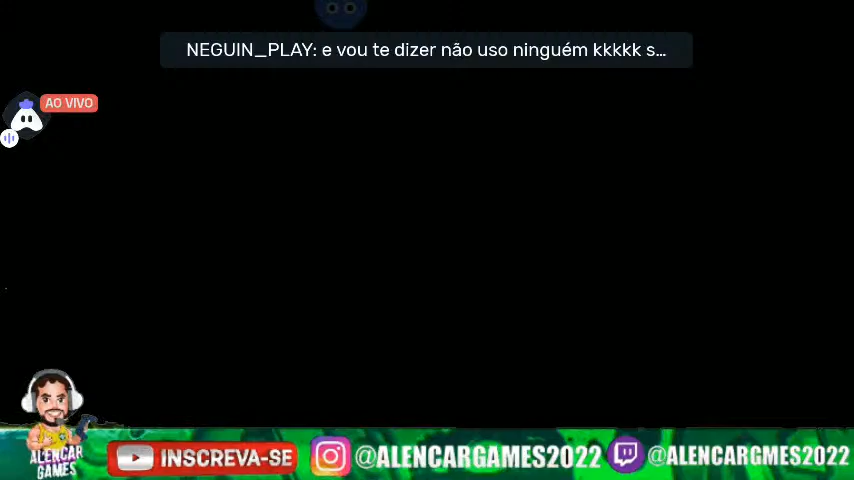 NEGUIN_PLAY: e vou te dizer não uso ninguém kkkkk s...
AO VIVO
ALENCAR
GAMES
INSCREVA-SE
@ALENCARGAMES2022
@ALENCARGMES2022